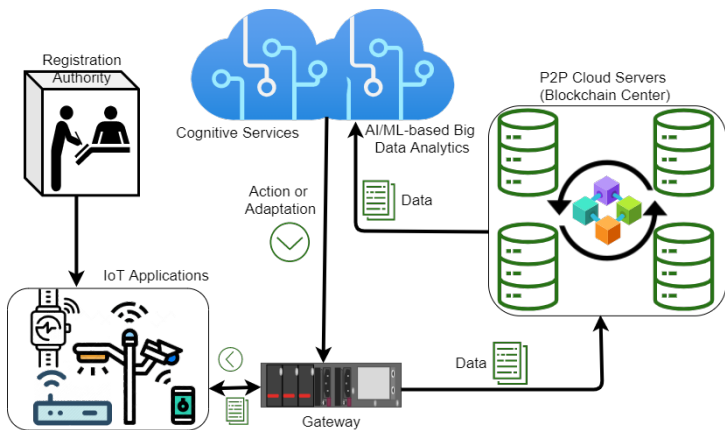 Registration
Authority
Cognitive Services
AI/ML-based Big
Data Analytics
P2P Cloud Servers
(Blockchain Center)
Action or
Adaptation
Data
IoT Applications
Data
Gateway